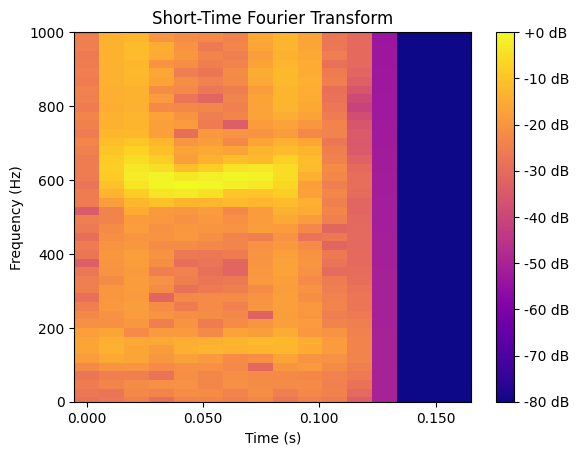 Short-Time Fourier Transform
1000
800
600
400
200
0
Frequency (Hz)
0.000
0.050
0.100
0.150
Time (s)
+0 dB
-10 dB
-20 dB
-30 dB
-40 dB
-50 dB
-60 dB
-70 dB
-80 dB